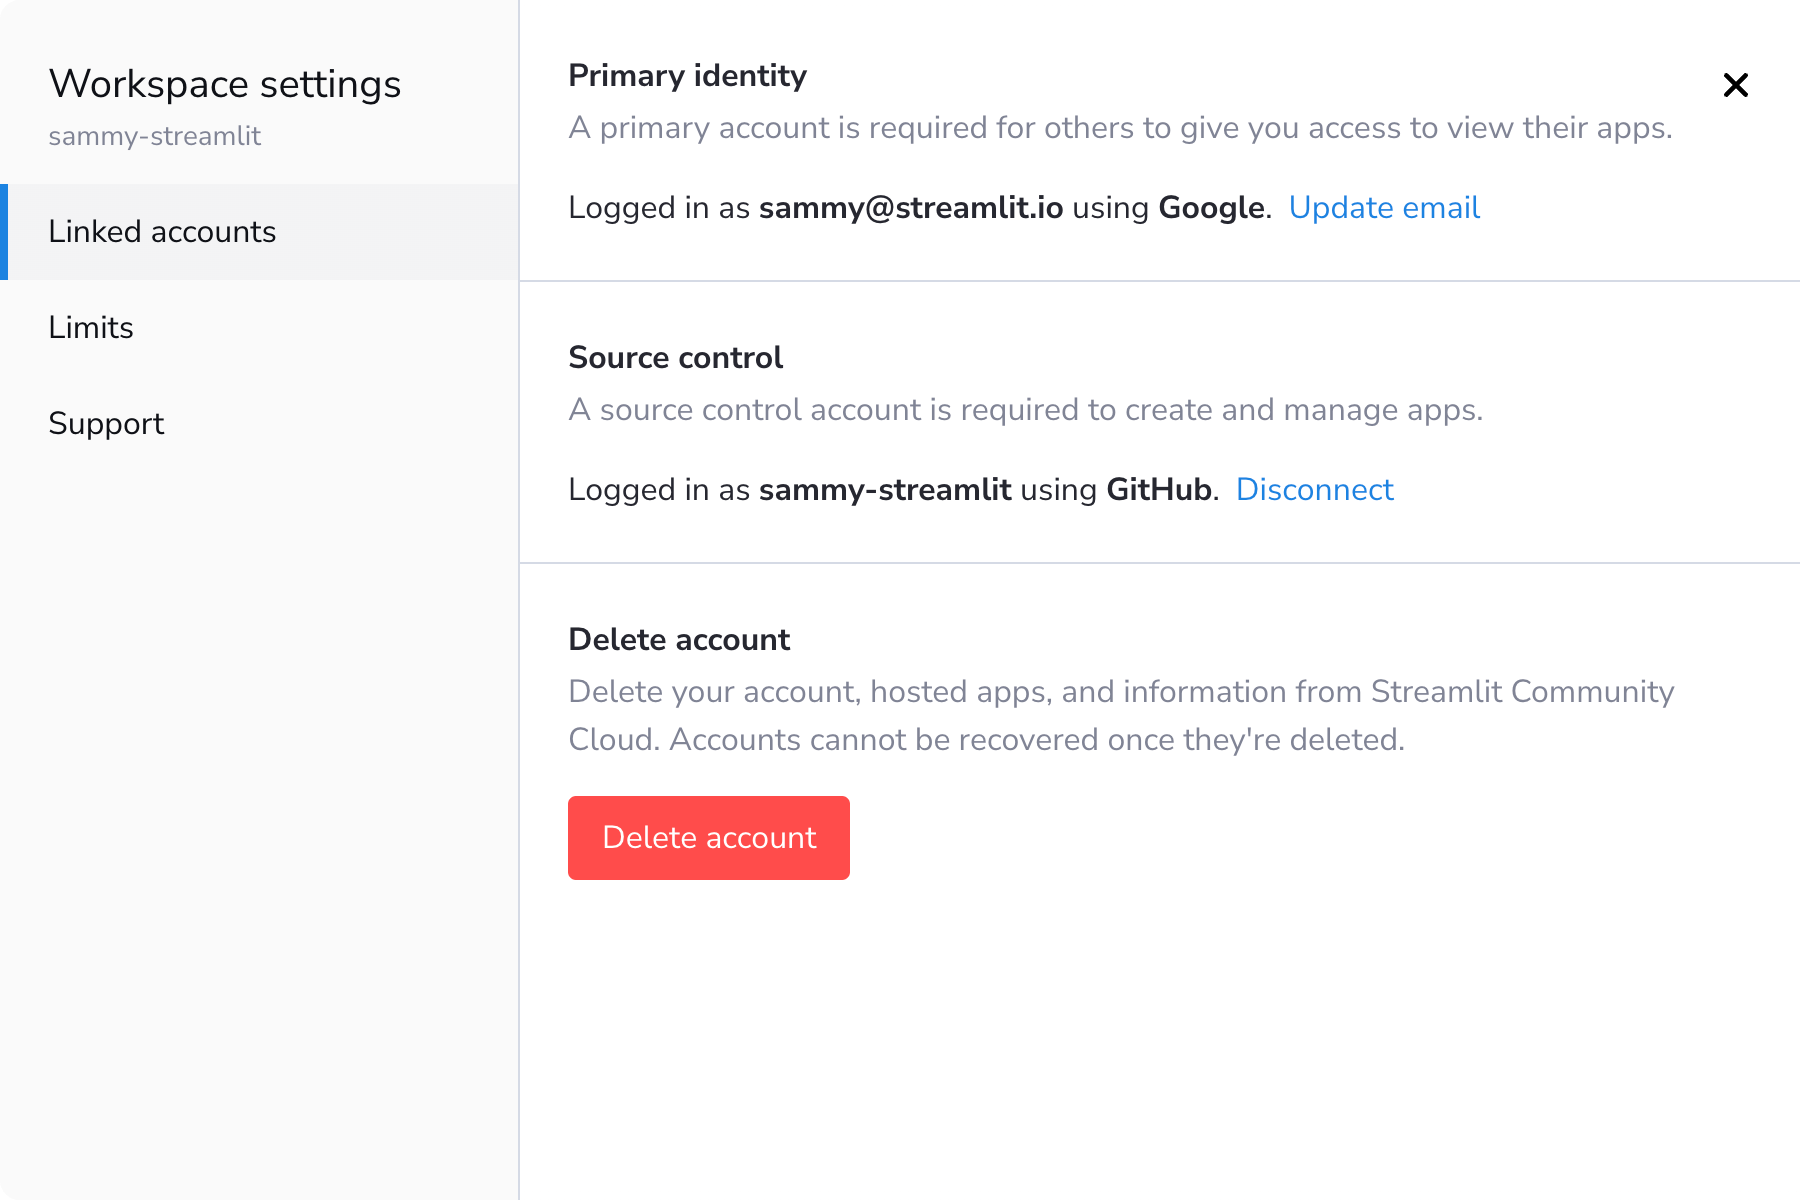 Workspace settings
sammy-streamlit
Linked accounts
Limits
Support
Primary identity
A primary account is required for others to give you access to view their apps.
Logged in as sammy@streamlit.io using Google. Update email
Source control
A source control account is required to create and manage apps.
Logged in as sammy-streamlit using GitHub. Disconnect
Delete account
Delete your account, hosted apps, and information from Streamlit Community
Cloud. Accounts cannot be recovered once they're deleted.
Delete account